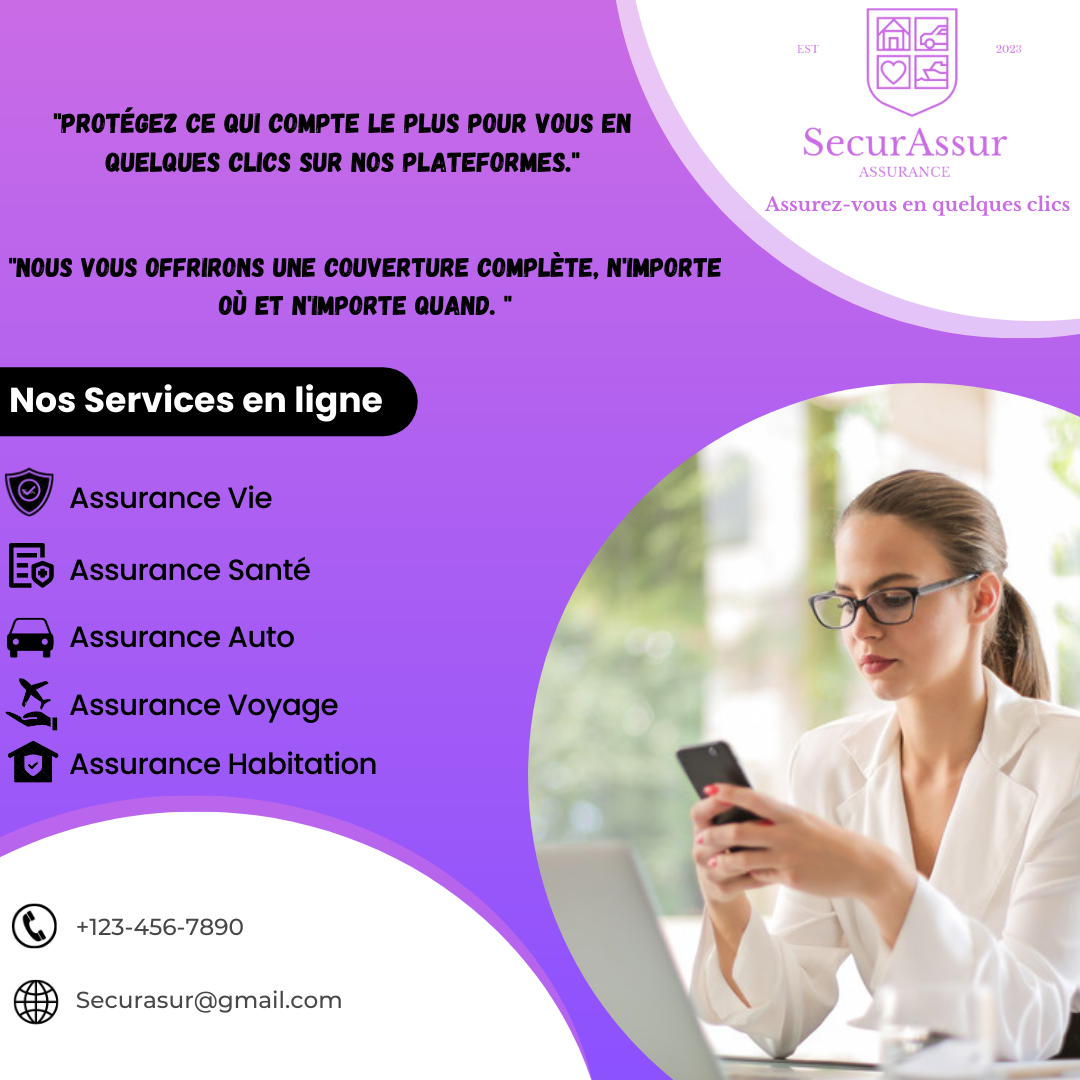 EST
2023
SecurAssur
ASSURANCE
Assurez-vous en quelques clics
"PROTÉGEZ CE QUI COMPTE LE PLUS POUR VOUS EN
QUELQUES CLICS SUR NOS PLATEFORMES."
"NOUS VOUS OFFRIRONS UNE COUVERTURE COMPLÈTE, N'IMPORTE
OÙ ET N'IMPORTE QUAND. "
Nos Services en ligne
Assurance Vie
Assurance Santé
Assurance Auto
Assurance Voyage
Assurance Habitation
+123-456-7890
Securasur@gmail.com